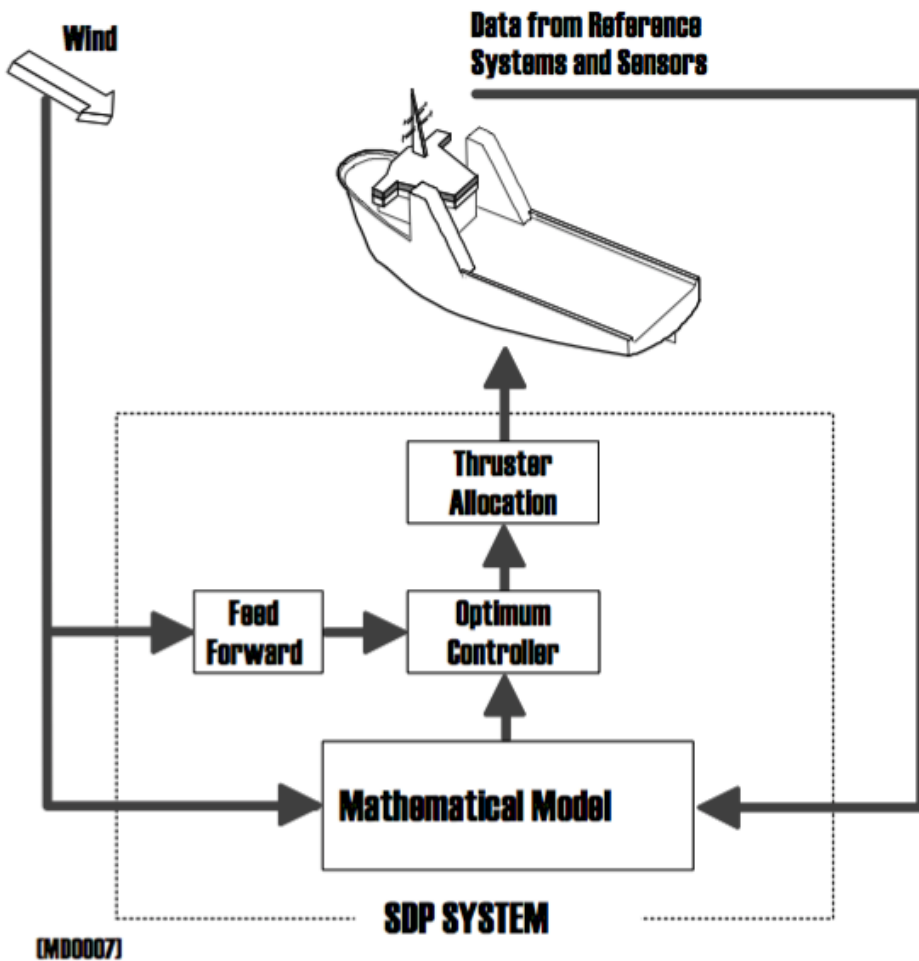 Wind
Data from Reference
Systems and Sensors
Thruster
Allocation
Feed
Forward
Optimum
Controller
Mathematical Model
SDP SYSTEM
(MD0007)